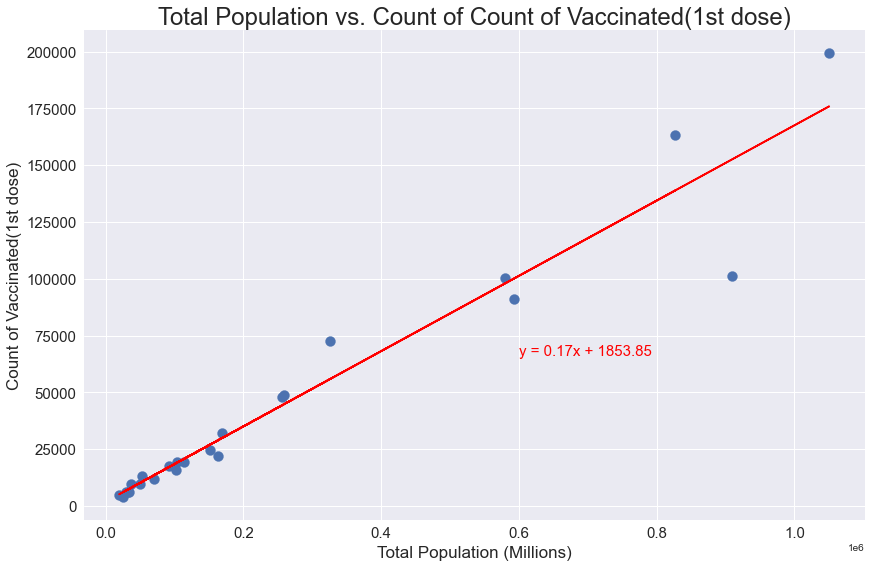 Total Population vs. Count of Count of Vaccinated(1st dose)
200000
175000
150000
125000
100000
75000
50000
25000
0
Count of Vaccinated(1st dose)
y = 0.17x + 1853.85
0.0 0.2 0.4 0.6 0.8 1.0
1e6
Total Population (Millions)